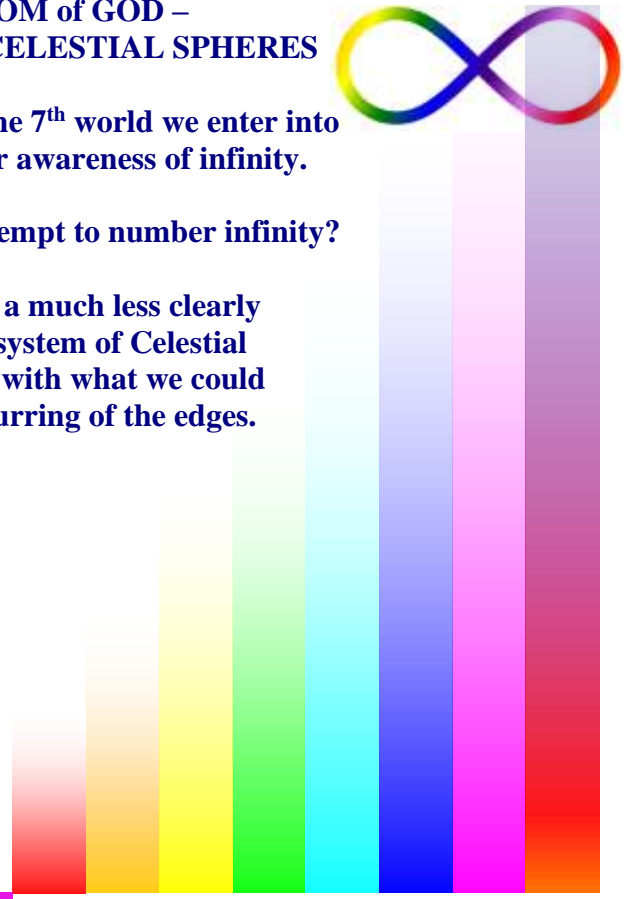 OM of GOD –
CELESTIAL SPHERES
7th world we enter into
awareness of infinity.
empt to number infinity?
a much less clearly
system of Celestial
with what we could
urring of the edges.